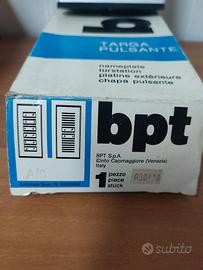 bpt
TARGA
PULSANTE
nameplate
türstation
platine extérieure
chapa pulsante
bpt
BPT S.p.A.
Cinto Caomaggiore (Venezia)
Italy
1
pezzo
piece
stück
subito